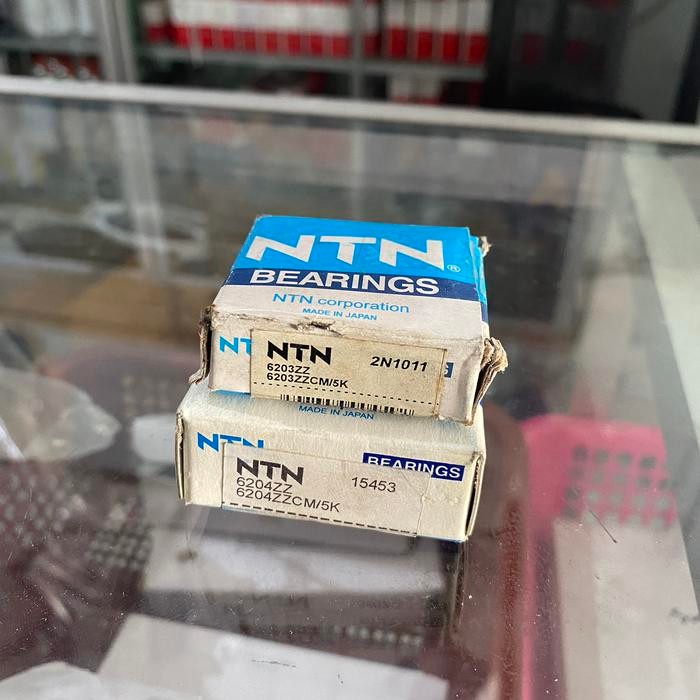 NTN®
BEARINGS
NTN corporation
MADE IN JAPAN
NT
NTN 2N1011
6203ZZ
6203ZZCM/5K
MADE IN JAPAN
NTN
BEARINGS
NTN
6204ZZ 15453
6204ZZCM/5K